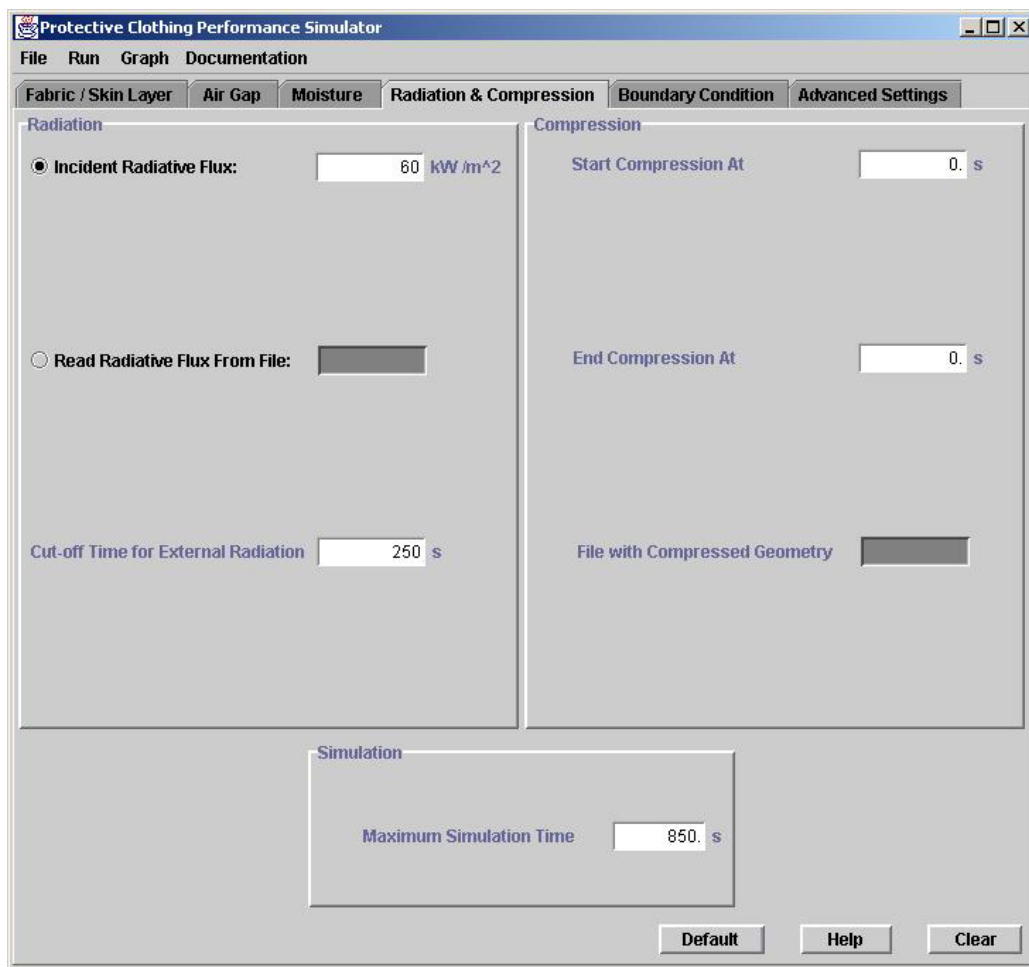 Protective Clothing Performance Simulator
File Run Graph Documentation
Fabric / Skin Layer Air Gap Moisture Radiation & Compression Boundary Condition Advanced Settings
Radiation
Incident Radiative Flux: 60 kW /m^2
Read Radiative Flux From File:
Cut-off Time for External Radiation 250 s
Compression
Start Compression At 0. s
End Compression At 0. s
File with Compressed Geometry
Simulation
Maximum Simulation Time 850. s
Default Help Clear